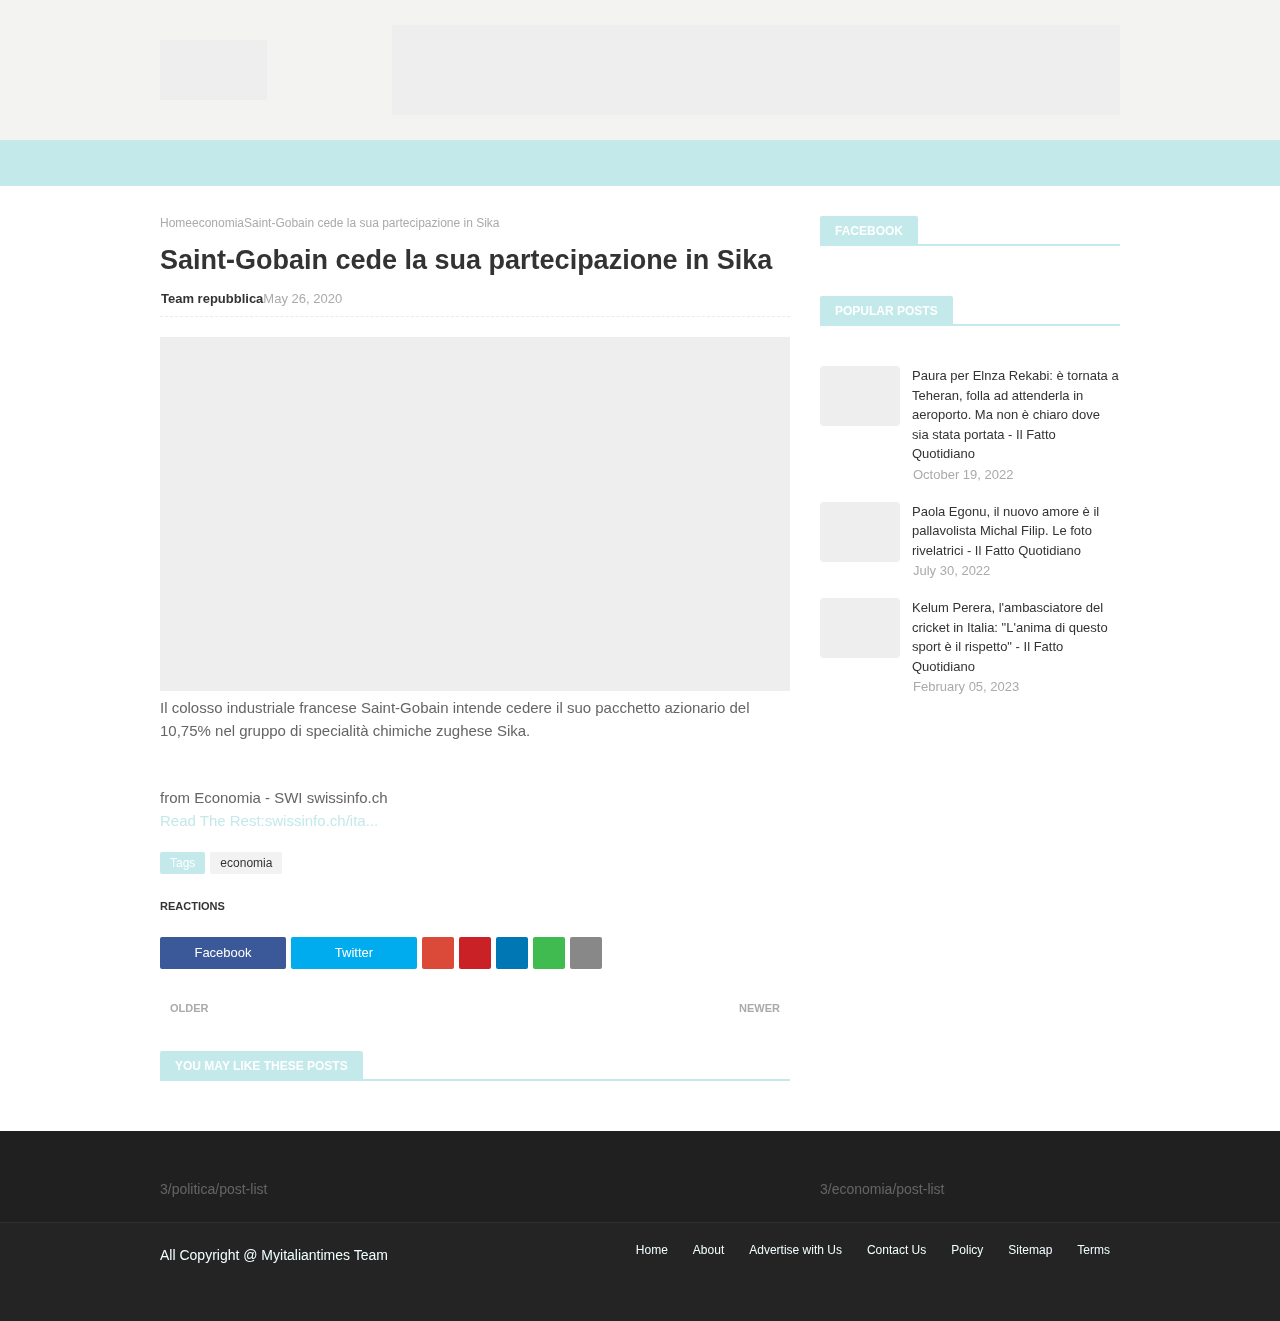 HomeeconomiaSaint-Gobain cede la sua partecipazione in Sika
Saint-Gobain cede la sua partecipazione in Sika
Team repubblicaMay 26, 2020
Il colosso industriale francese Saint-Gobain intende cedere il suo pacchetto azionario del
10,75% nel gruppo di specialità chimiche zughese Sika.
from Economia - SWI swissinfo.ch
Read The Rest:swissinfo.ch/ita...
Tags economia
REACTIONS
Facebook Twitter
OLDER NEWER
YOU MAY LIKE THESE POSTS
FACEBOOK
POPULAR POSTS
Paura per Elnza Rekabi: è tornata a
Teheran, folla ad attenderla in
aeroporto. Ma non è chiaro dove
sia stata portata - Il Fatto
Quotidiano
October 19, 2022
Paola Egonu, il nuovo amore è il
pallavolista Michal Filip. Le foto
rivelatrici - Il Fatto Quotidiano
July 30, 2022
Kelum Perera, l'ambasciatore del
cricket in Italia: "L'anima di questo
sport è il rispetto" - Il Fatto
Quotidiano
February 05, 2023
3/politica/post-list 3/economia/post-list
All Copyright @ Myitaliantimes Team
Home About Advertise with Us Contact Us Policy Sitemap Terms